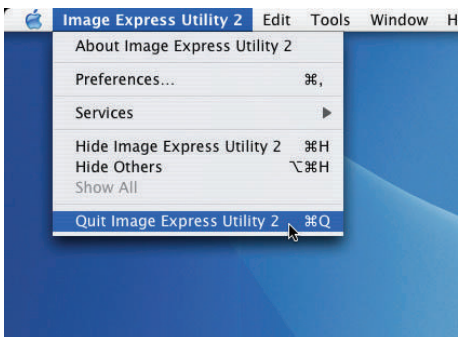 Image Express Utility 2 Edit Tools Window H
About Image Express Utility 2
Preferences... ⌘,
Services ▶
Hide Image Express Utility 2 ⌘H
Hide Others ⌥⌘H
Show All
Quit Image Express Utility 2 ⌘Q